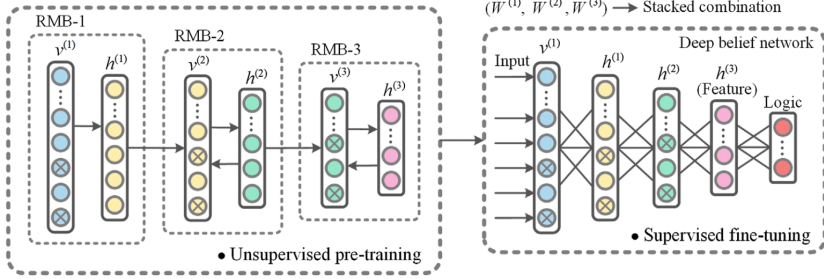 RMB-1
v(1)
h(1)
RMB-2
v(2)
h(2)
RMB-3
v(3)
h(3)
• Unsupervised pre-training
(W(1), W(2), W(3)) → Stacked combination
Deep belief network
Input
v(1)
h(1)
h(2)
h(3)
(Feature)
Logic
• Supervised fine-tuning